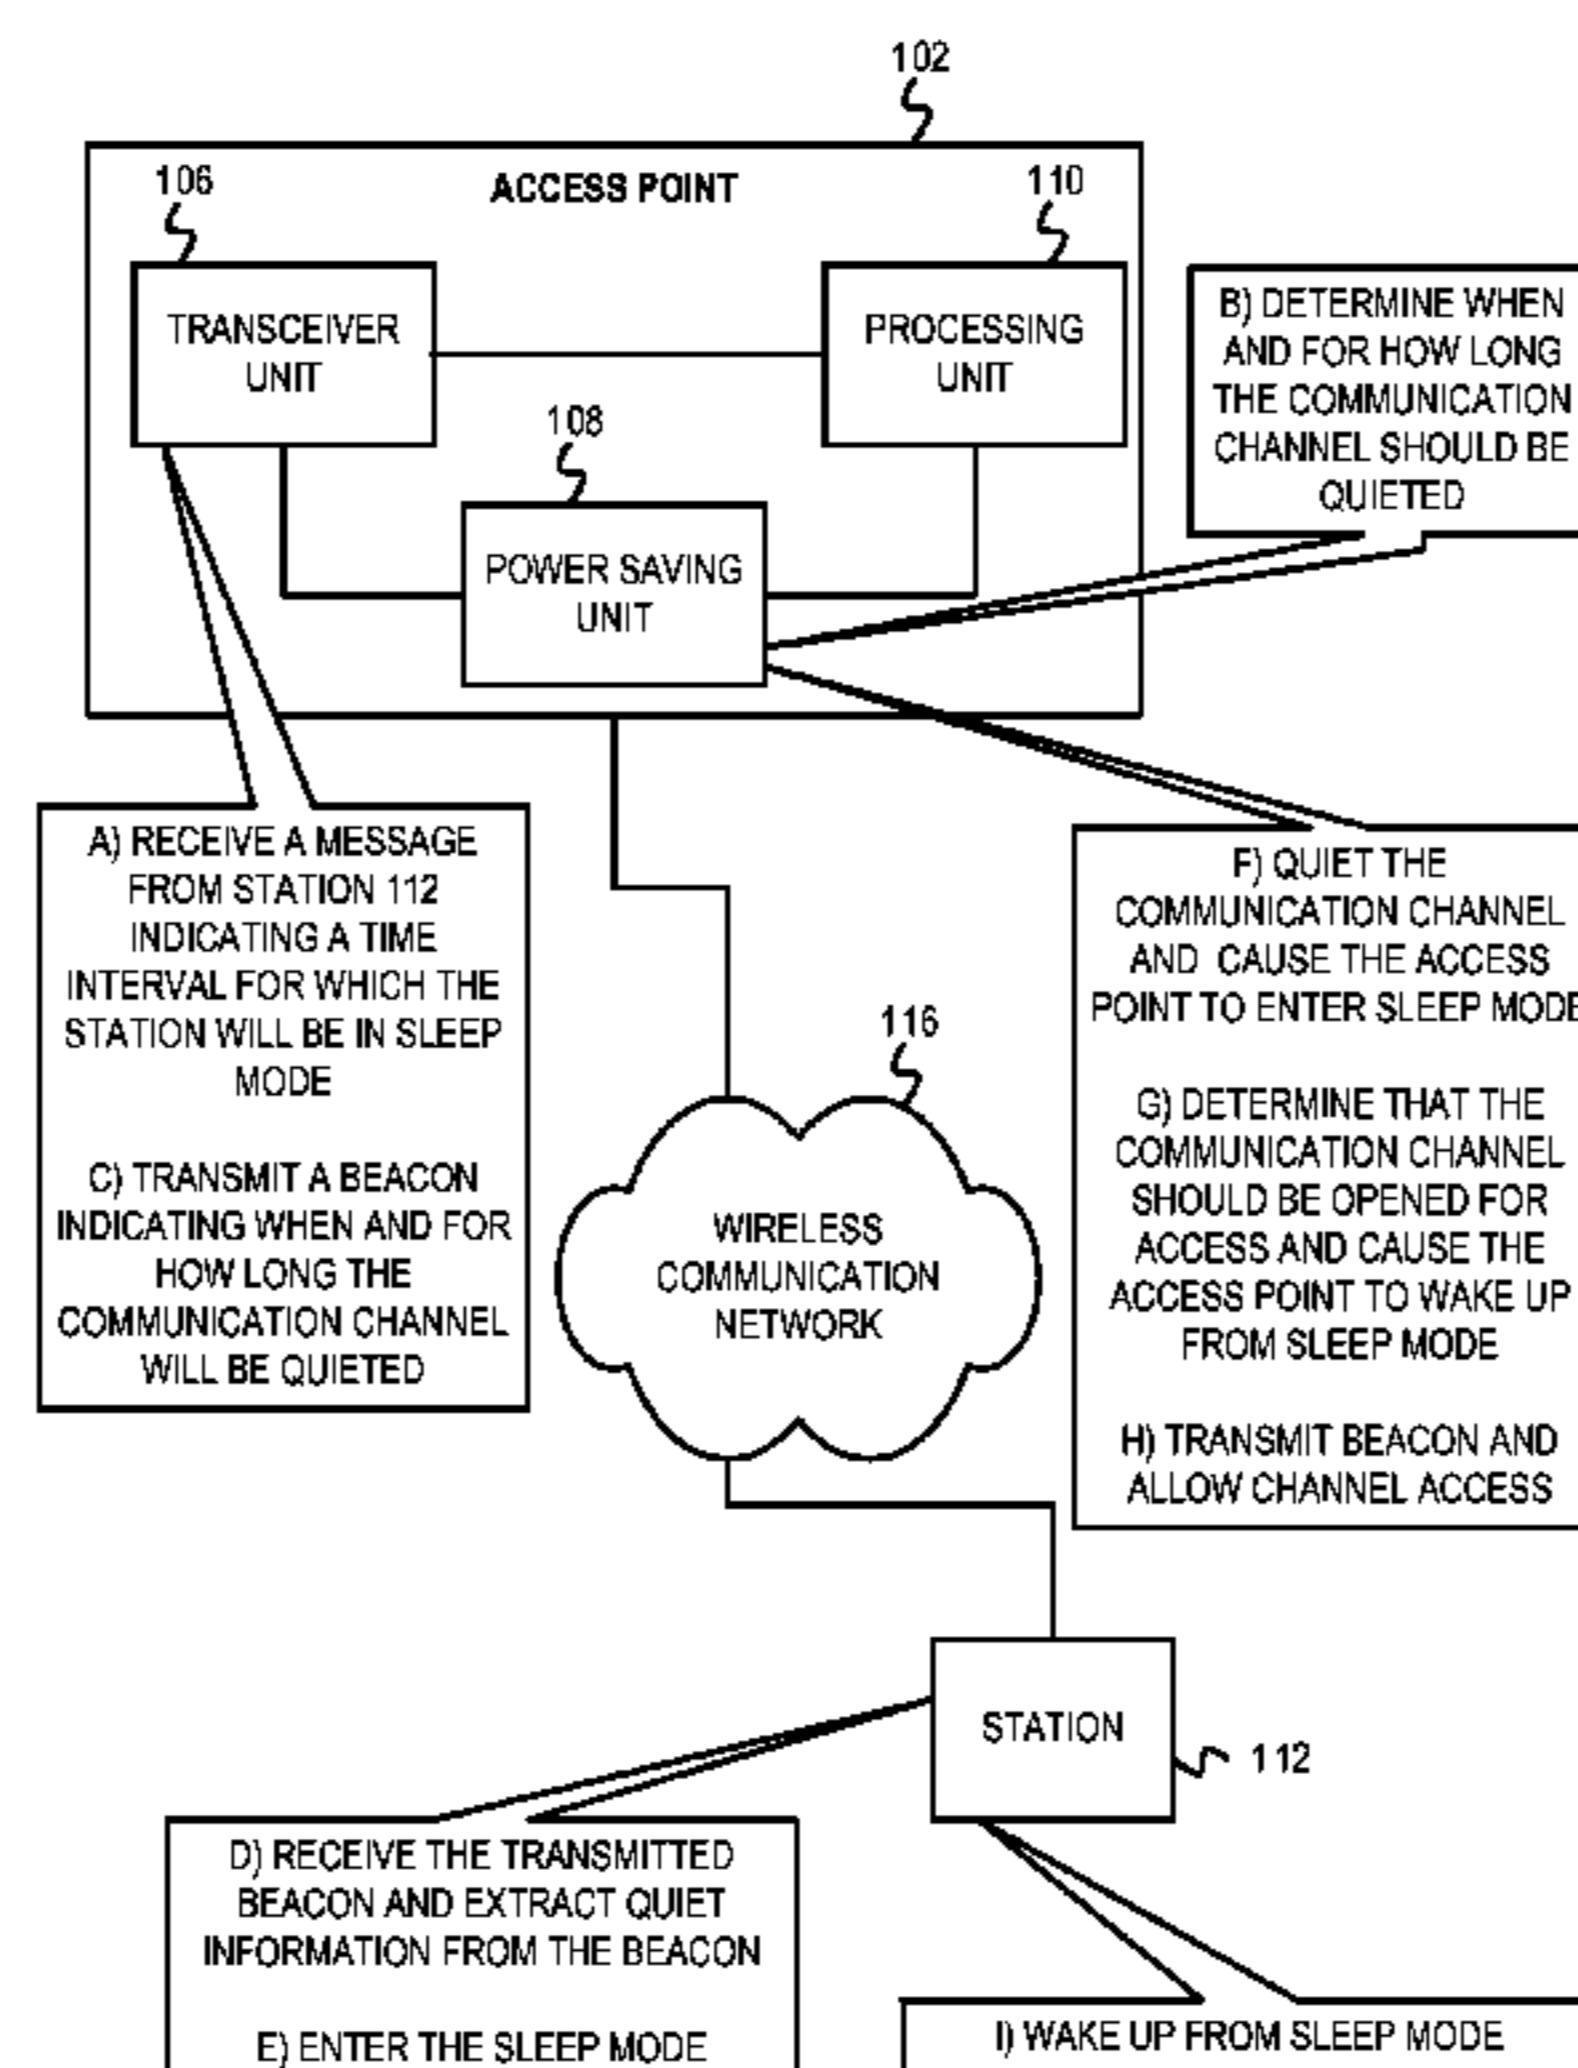 102
106
ACCESS POINT
110
TRANSCEIVER
UNIT
PROCESSING
UNIT
108
POWER SAVING
UNIT
B) DETERMINE WHEN
AND FOR HOW LONG
THE COMMUNICATION
CHANNEL SHOULD BE
QUIETED
A) RECEIVE A MESSAGE
FROM STATION 112
INDICATING A TIME
INTERVAL FOR WHICH THE
STATION WILL BE IN SLEEP
MODE
C) TRANSMIT A BEACON
INDICATING WHEN AND FOR
HOW LONG THE
COMMUNICATION CHANNEL
WILL BE QUIETED
F) QUIET THE
COMMUNICATION CHANNEL
AND CAUSE THE ACCESS
POINT TO ENTER SLEEP MODE
G) DETERMINE THAT THE
COMMUNICATION CHANNEL
SHOULD BE OPENED FOR
ACCESS AND CAUSE THE
ACCESS POINT TO WAKE UP
FROM SLEEP MODE
H) TRANSMIT BEACON AND
ALLOW CHANNEL ACCESS
116
WIRELESS
COMMUNICATION
NETWORK
STATION
112
D) RECEIVE THE TRANSMITTED
BEACON AND EXTRACT QUIET
INFORMATION FROM THE BEACON
E) ENTER THE SLEEP MODE
I) WAKE UP FROM SLEEP MODE